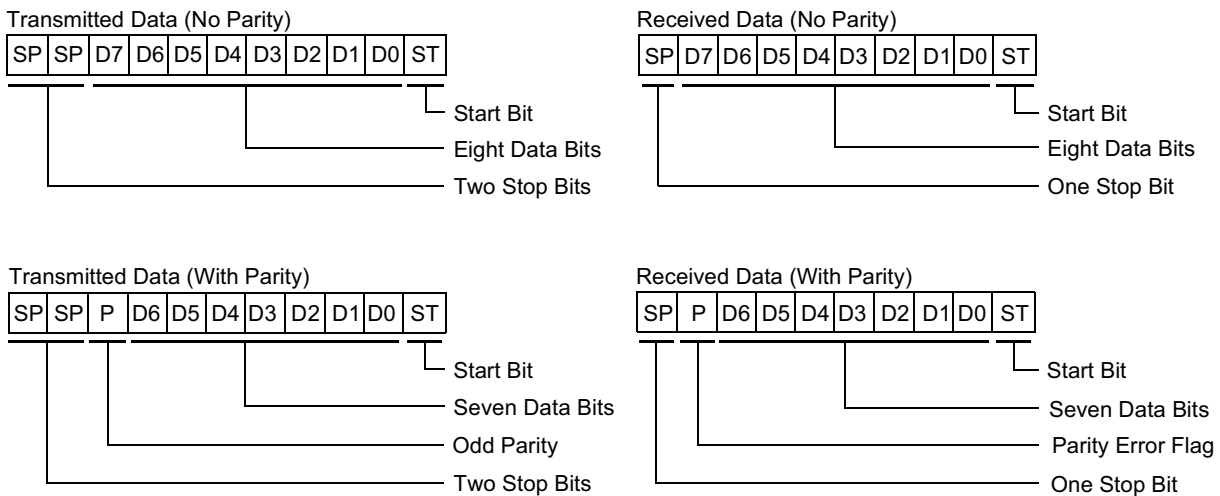 Transmitted Data (No Parity)
SP SP D7 D6 D5 D4 D3 D2 D1 D0 ST
Start Bit
Eight Data Bits
Two Stop Bits
Received Data (No Parity)
SP D7 D6 D5 D4 D3 D2 D1 D0 ST
Start Bit
Eight Data Bits
One Stop Bit
Transmitted Data (With Parity)
SP SP P D6 D5 D4 D3 D2 D1 D0 ST
Start Bit
Seven Data Bits
Odd Parity
Two Stop Bits
Received Data (With Parity)
SP P D6 D5 D4 D3 D2 D1 D0 ST
Start Bit
Seven Data Bits
Parity Error Flag
One Stop Bit